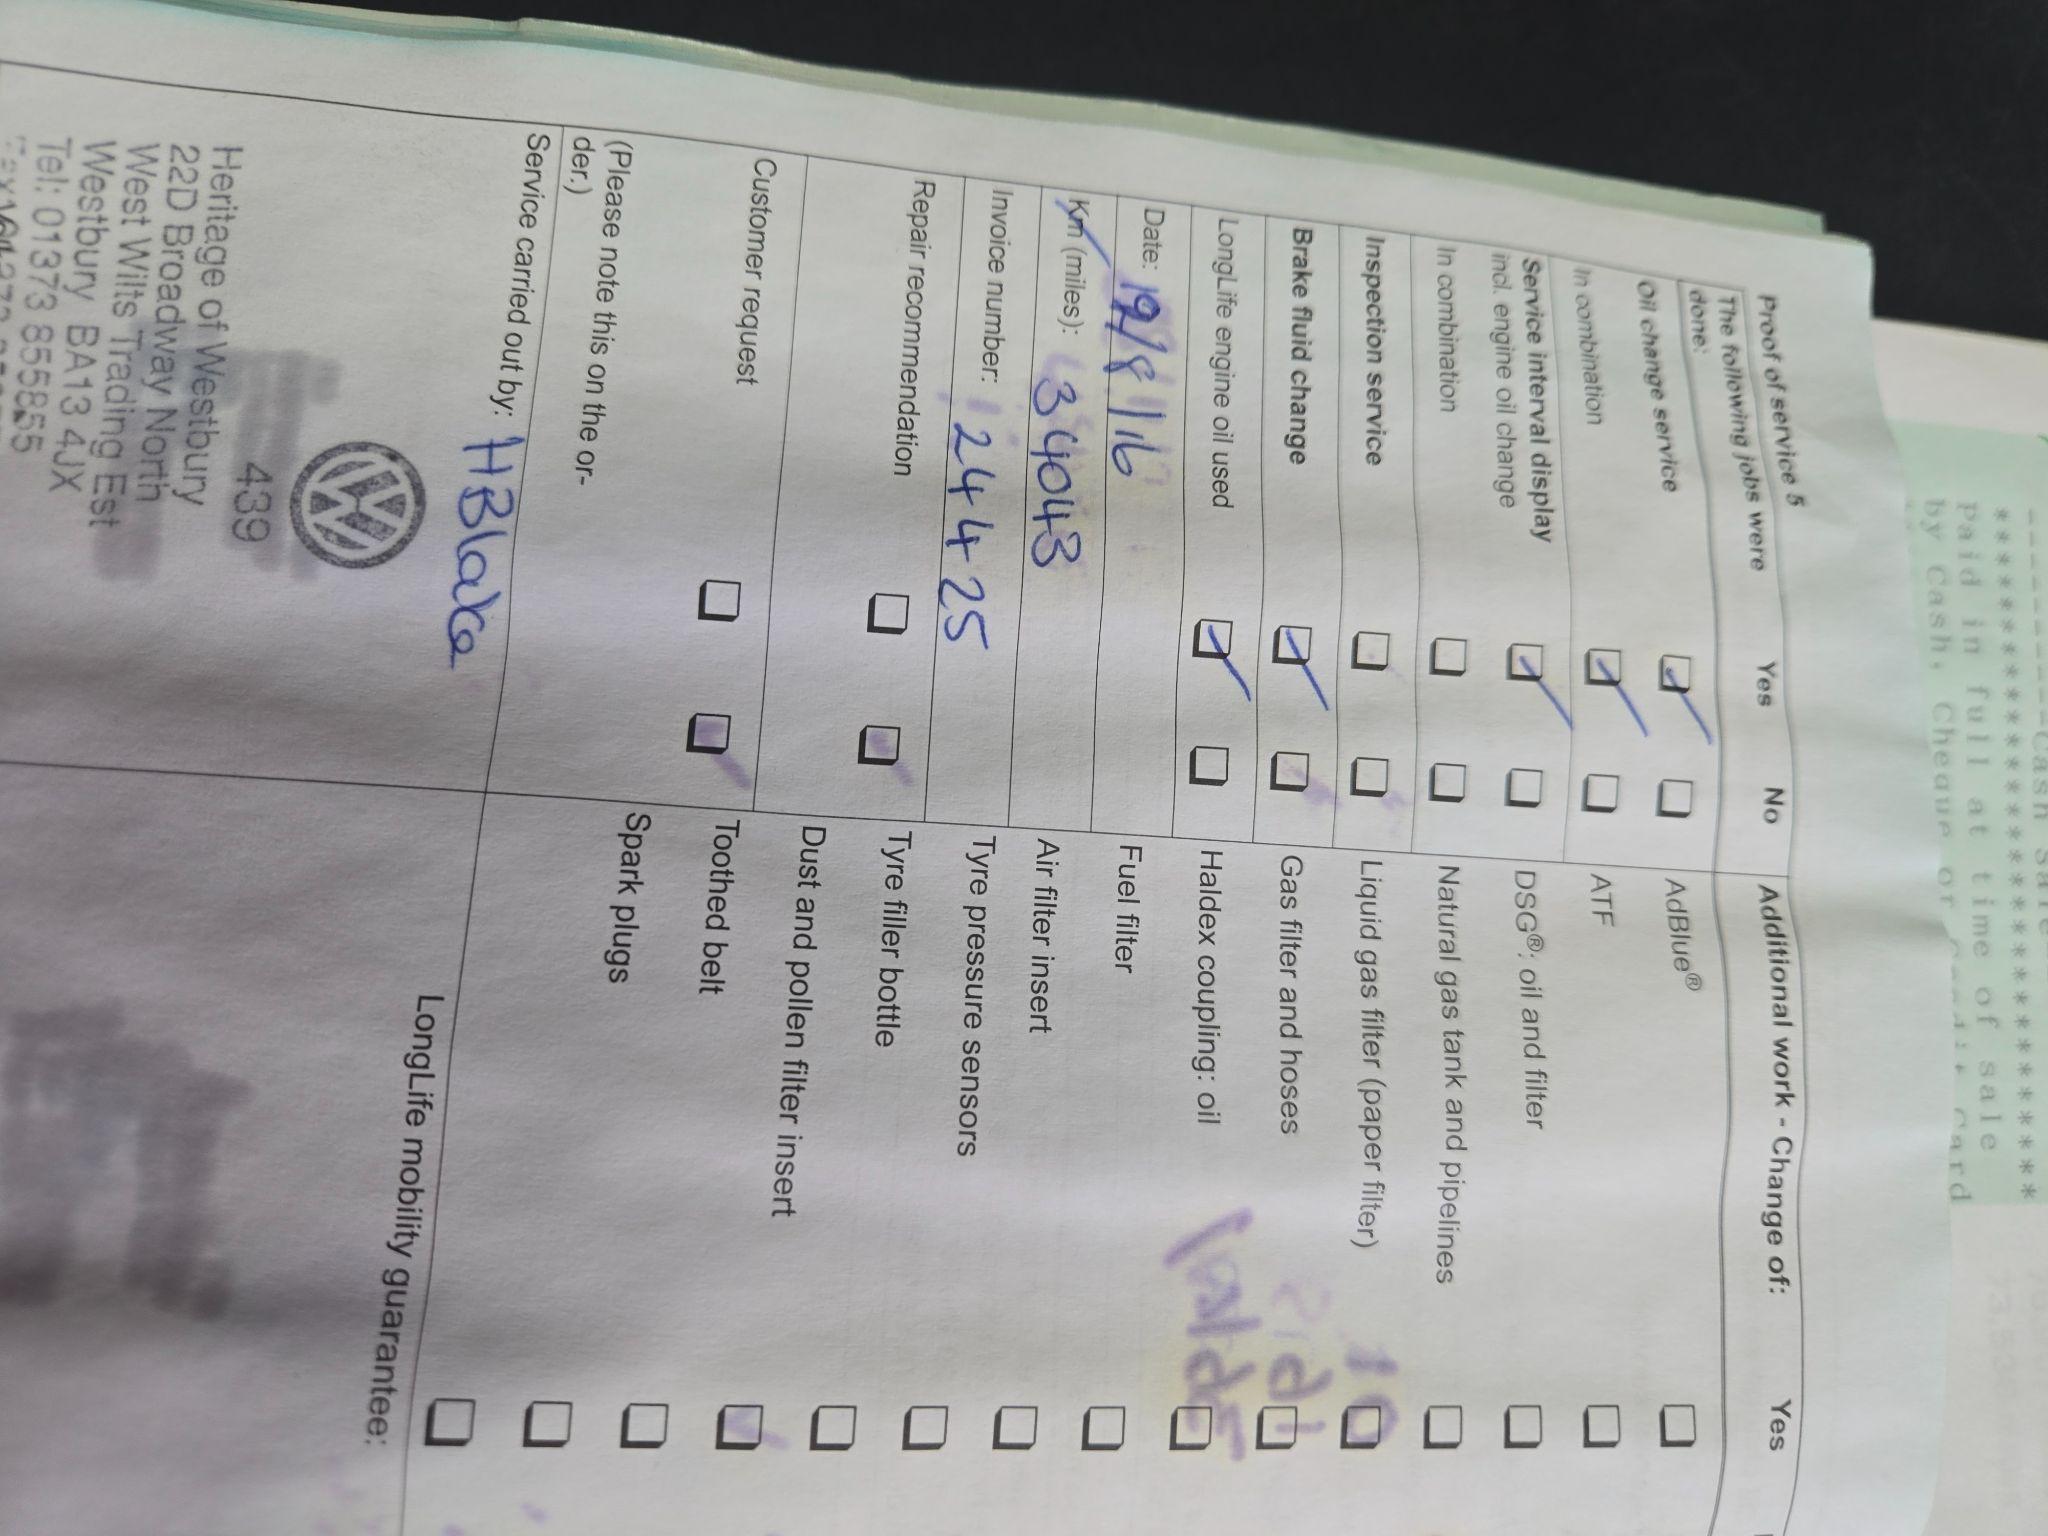 Proof of service 5
The following jobs were done: Yes No
Oil change service
In combination
Service interval display
incl. engine oil change
In combination
Inspection service
Brake fluid change
LongLife engine oil used
Date: 19/8/16
Km (miles): 34043
Invoice number: 124425
Repair recommendation
Customer request
(Please note this on the or-
der.)
Service carried out by: HBlake
439
Heritage of Westbury
22D Broadway North
West Wilts Trading Est
Westbury BA13 4JX
Tel: 01373 855855
Additional work - Change of: Yes
AdBlue®
ATF
DSG®: oil and filter
Natural gas tank and pipelines
Liquid gas filter (paper filter)
Gas filter and hoses
Haldex coupling: oil
Fuel filter
Air filter insert
Tyre pressure sensors
Tyre filler bottle
Dust and pollen filter insert
Toothed belt
Spark plugs
LongLife mobility guarantee:
**********************
Paid in full at time of sale
by Cash, Cheque or Credit Card